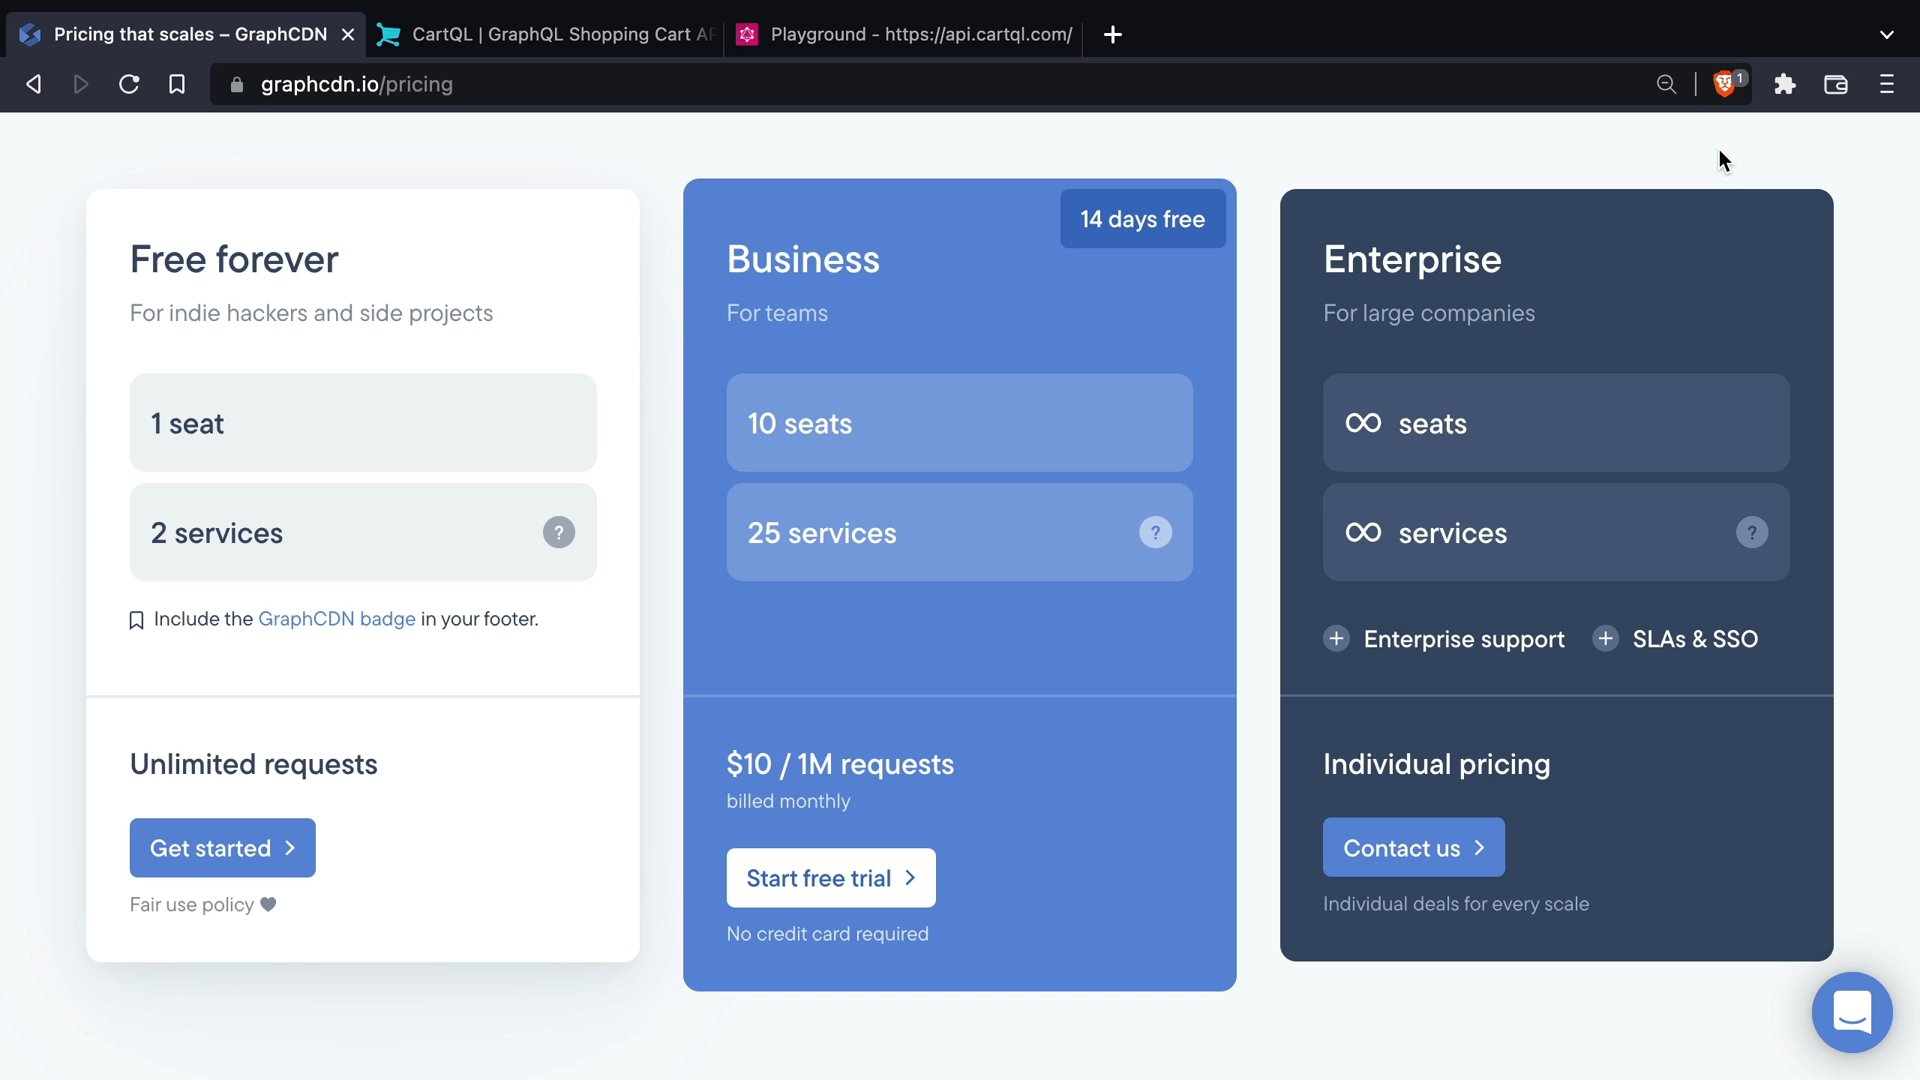 Pricing that scales – GraphCDN
CartQL | GraphQL Shopping Cart AP
Playground - https://api.cartql.com/
graphcdn.io/pricing
1
Free forever
For indie hackers and side projects
1 seat
2 services
?
Include the GraphCDN badge in your footer.
Unlimited requests
Get started
Fair use policy
14 days free
Business
For teams
10 seats
25 services
?
$10 / 1M requests
billed monthly
Start free trial
No credit card required
Enterprise
For large companies
∞ seats
∞ services
?
Enterprise support
SLAs & SSO
Individual pricing
Contact us
Individual deals for every scale